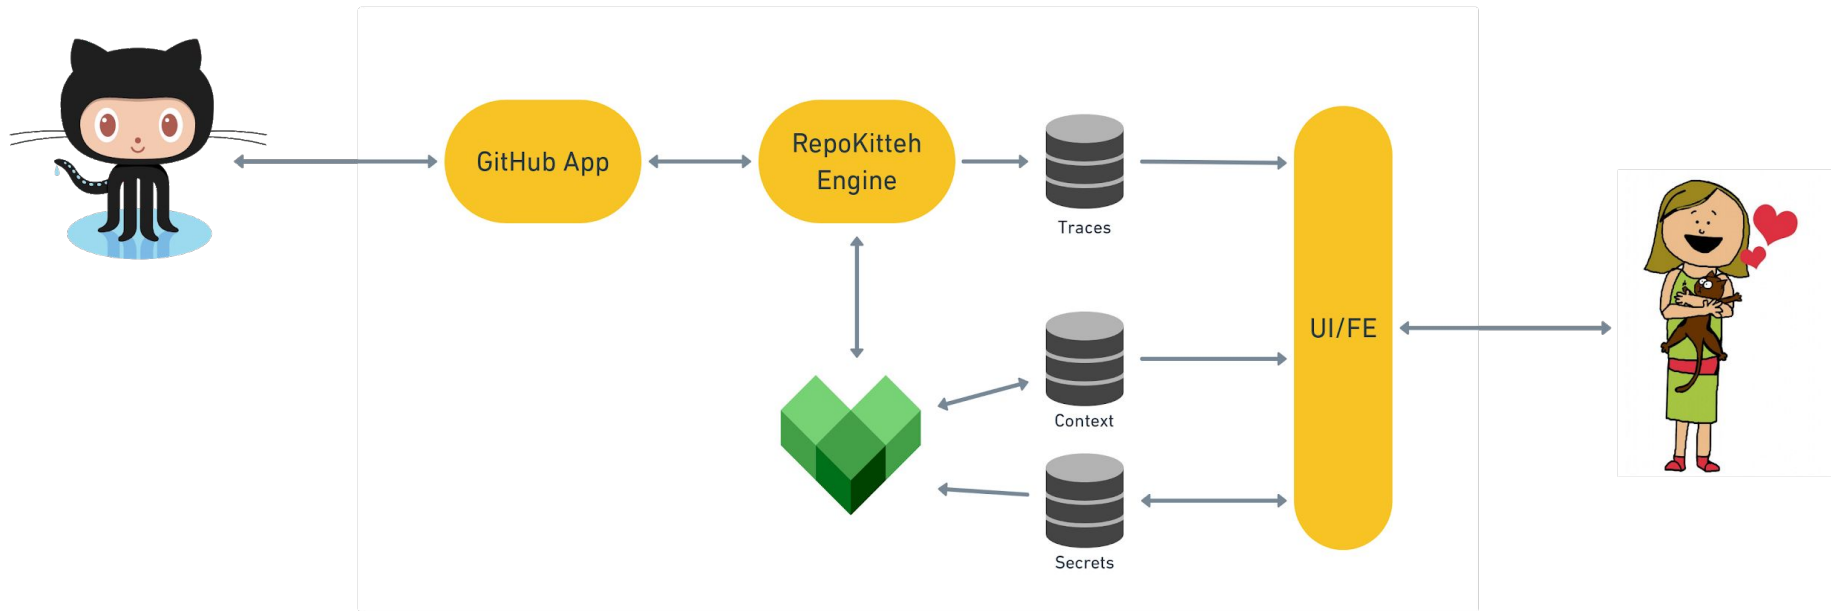 GitHub App
RepoKitteh
Engine
Traces
UI/FE
Context
Secrets